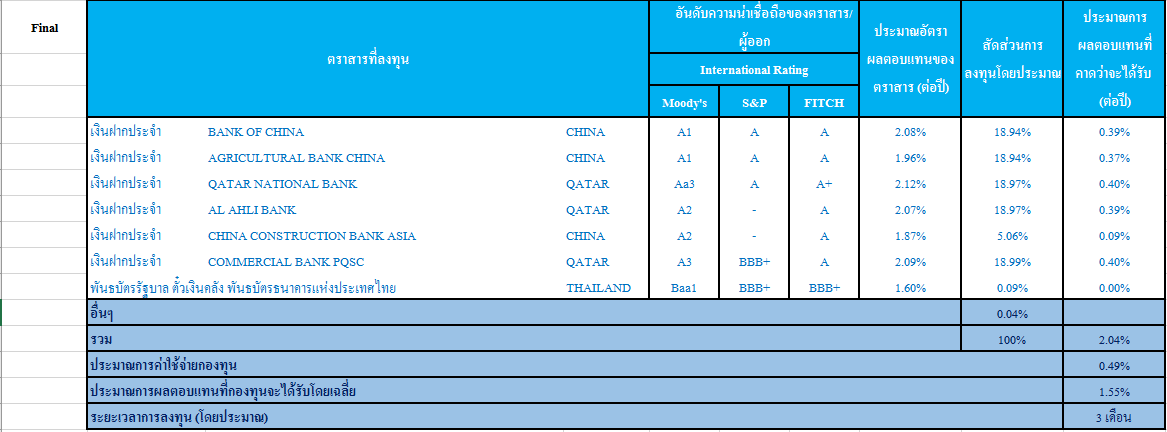 Final
ตราสารที่ลงทุน
อันดับความน่าเชื่อถือของตราสาร/
ผู้ออก
International Rating
Moody's S&P FITCH
ประมาณอัตรา
ผลตอบแทนของ
ตราสาร (ต่อปี)
สัดส่วนการ
ลงทุนโดยประมาณ
ประมาณการ
ผลตอบแทนที่
คาดว่าจะได้รับ
(ต่อปี)
เงินฝากประจำ BANK OF CHINA CHINA A1 A A 2.08% 18.94% 0.39%
เงินฝากประจำ AGRICULTURAL BANK CHINA CHINA A1 A A 1.96% 18.94% 0.37%
เงินฝากประจำ QATAR NATIONAL BANK QATAR Aa3 A A+ 2.12% 18.97% 0.40%
เงินฝากประจำ AL AHLI BANK QATAR A2 - A 2.07% 18.97% 0.39%
เงินฝากประจำ CHINA CONSTRUCTION BANK ASIA CHINA A2 - A 1.87% 5.06% 0.09%
เงินฝากประจำ COMMERCIAL BANK PQSC QATAR A3 BBB+ A 2.09% 18.99% 0.40%
พันธบัตรรัฐบาล ตั๋วเงินคลัง พันธบัตรธนาคารแห่งประเทศไทย THAILAND Baa1 BBB+ BBB+ 1.60% 0.09% 0.00%
อื่นๆ 0.04%
รวม 100% 2.04%
ประมาณการค่าใช้จ่ายกองทุน 0.49%
ประมาณการผลตอบแทนที่กองทุนจะได้รับโดยเฉลี่ย 1.55%
ระยะเวลาการลงทุน (โดยประมาณ) 3 เดือน